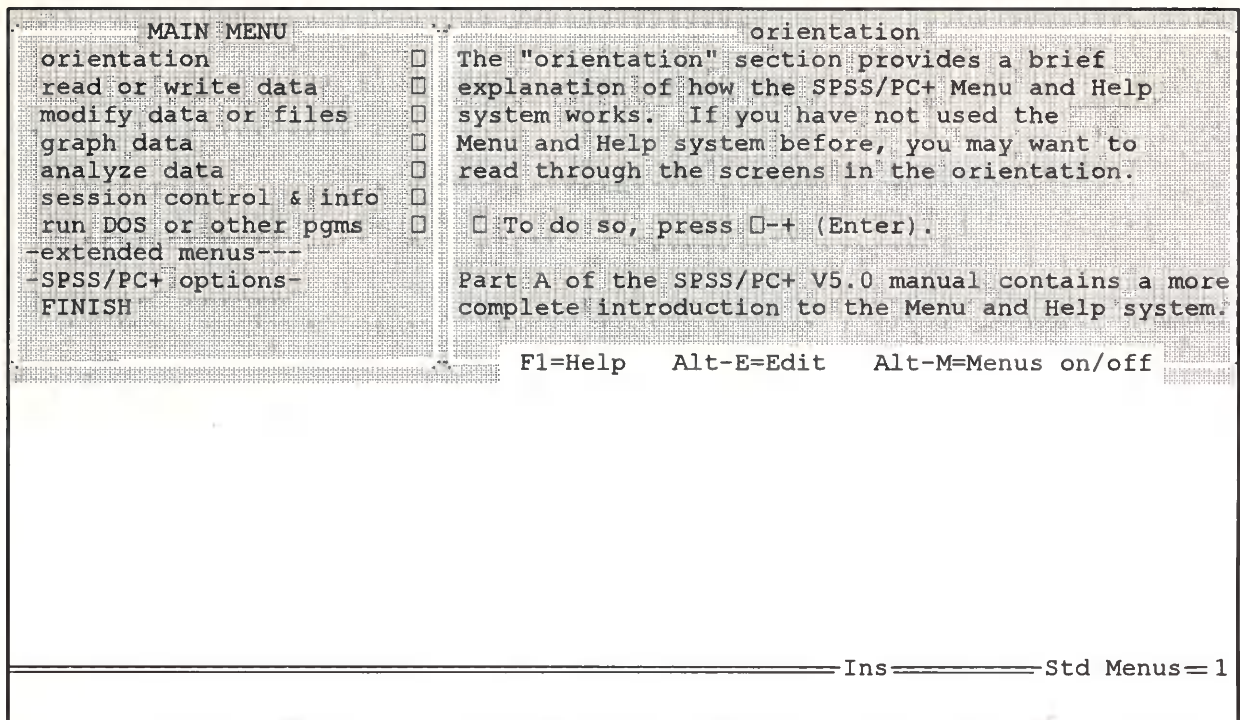 MAIN MENU
orientation □
read or write data □
modify data or files □
graph data □
analyze data □
session control & info □
run DOS or other pgms □
-extended menus---
-SPSS/PC+ options-
FINISH
orientation
The "orientation" section provides a brief
explanation of how the SPSS/PC+ Menu and Help
system works.  If you have not used the
Menu and Help system before, you may want to
read through the screens in the orientation.
□ To do so, press □-+ (Enter).
Part A of the SPSS/PC+ V5.0 manual contains a more
complete introduction to the Menu and Help system.
F1=Help   Alt-E=Edit   Alt-M=Menus on/off
Ins Std Menus=1